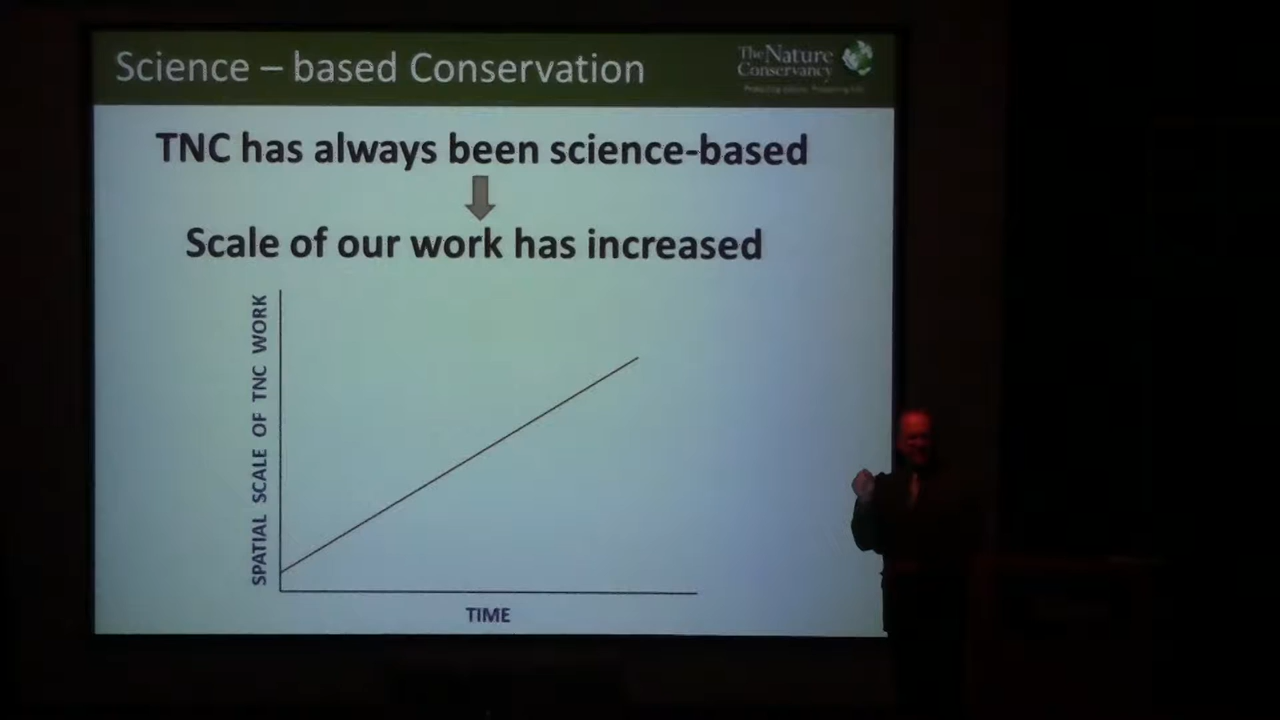 Science – based Conservation
The Nature
Conservancy
TNC has always been science-based
Scale of our work has increased
SPATIAL SCALE OF TNC WORK
TIME